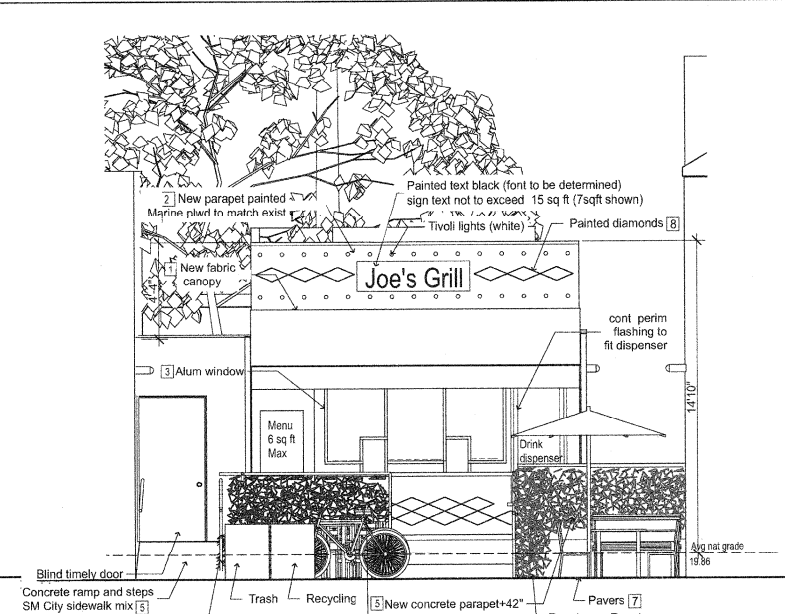 Painted text black (font to be determined)
sign text not to exceed 15 sq ft (7sqft shown)
2 New parapet painted
Marine plwd to match exist
Tivoli lights (white)
Painted diamonds 8
1 New fabric
canopy
4'4"
Joe's Grill
cont perim
flashing to
fit dispenser
3 Alum window
14'10"
Menu
6 sq ft
Max
Drink
dispenser
Avg nat grade
19.86
Blind timely door
Concrete ramp and steps
SM City sidewalk mix 5
Trash
Recycling
5 New concrete parapet+42"
Pavers 7